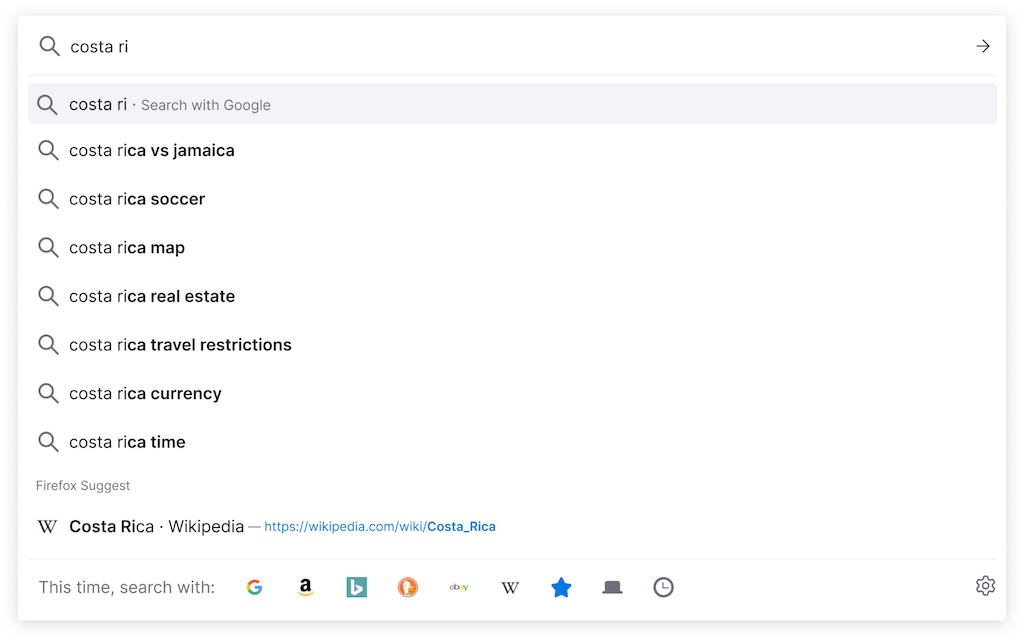 costa ri
costa ri · Search with Google
costa rica vs jamaica
costa rica soccer
costa rica map
costa rica real estate
costa rica travel restrictions
costa rica currency
costa rica time
Firefox Suggest
W Costa Rica · Wikipedia — https://wikipedia.com/wiki/Costa_Rica
This time, search with: G a b ebay W